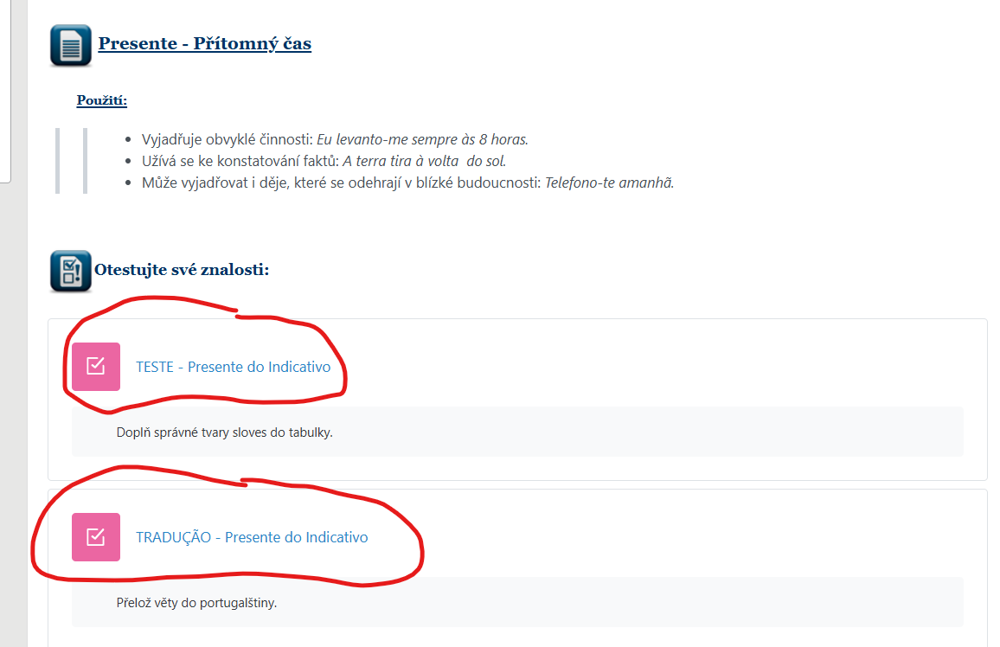 Presente - Přítomný čas
Použití:
Vyjadřuje obvyklé činnosti: Eu levanto-me sempre às 8 horas.
Užívá se ke konstatování faktů: A terra tira à volta do sol.
Může vyjadřovat i děje, které se odehrají v blízké budoucnosti: Telefono-te amanhã.
Otestujte své znalosti:
TESTE - Presente do Indicativo
Doplň správné tvary sloves do tabulky.
TRADUÇÃO - Presente do Indicativo
Přelož věty do portugalštiny.